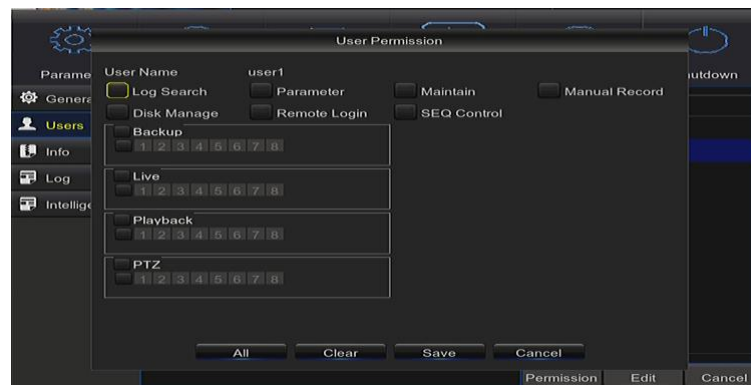 User Permission
Parame
utdown
User Name user1
Log Search Parameter Maintain Manual Record
Genera
Disk Manage Remote Login SEQ Control
Users
Backup
1 2 3 4 5 6 7 8
Info
Live
Log
1 2 3 4 5 6 7 8
Intellige
Playback
1 2 3 4 5 6 7 8
PTZ
1 2 3 4 5 6 7 8
All Clear Save Cancel
Permission Edit Cancel